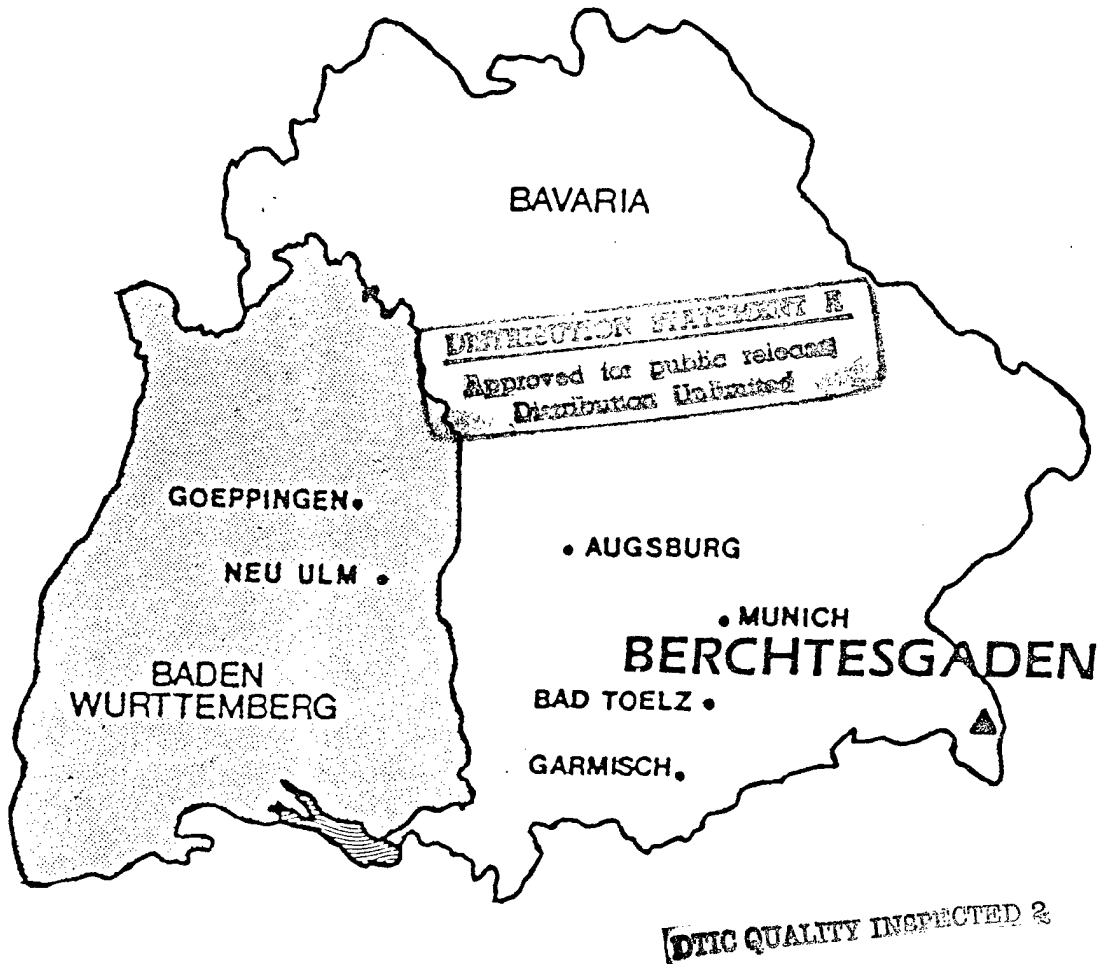 BAVARIA
DISTRIBUTION STATEMENT A
Approved for public release
Distribution Unlimited
GOEPPINGEN
AUGSBURG
NEU ULM
MUNICH
BERCHTESGADEN
BADEN
WURTTEMBERG
BAD TOELZ
GARMISCH
DTIC QUALITY INSPECTED 2